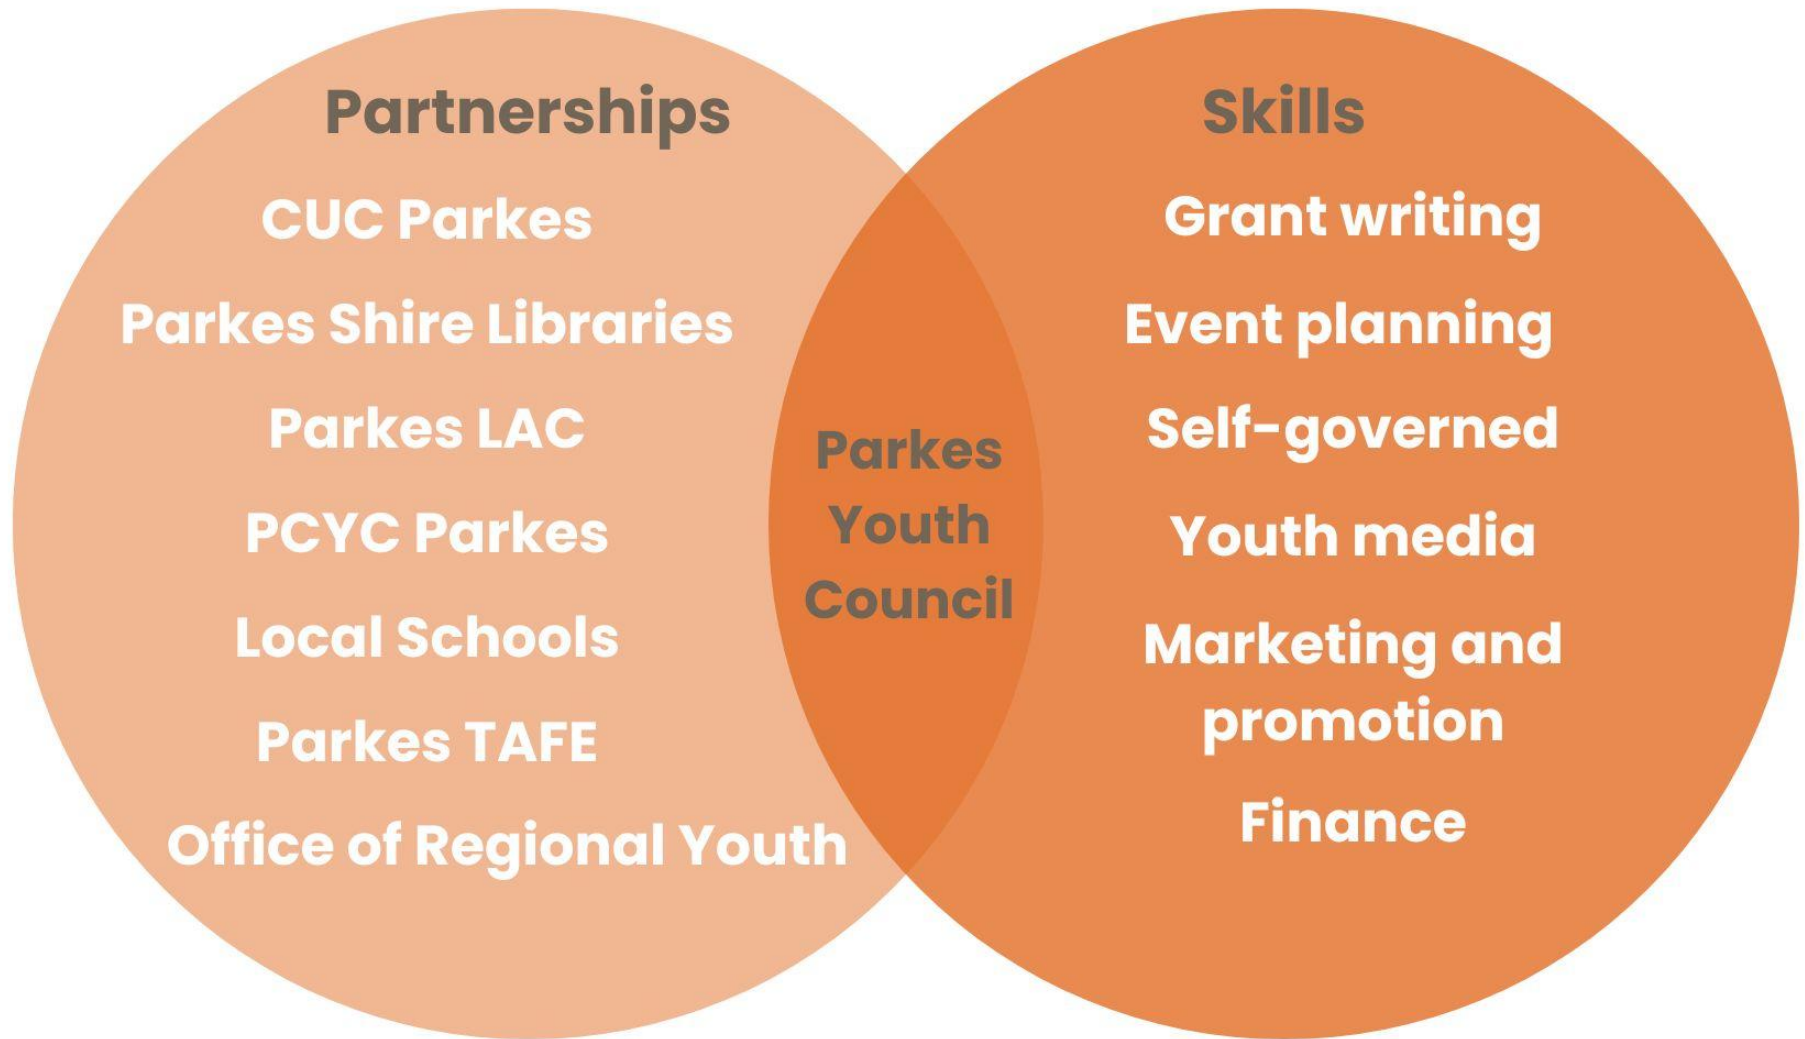 Partnerships
CUC Parkes
Parkes Shire Libraries
Parkes LAC
PCYC Parkes
Local Schools
Parkes TAFE
Office of Regional Youth
Parkes
Youth
Council
Skills
Grant writing
Event planning
Self-governed
Youth media
Marketing and
promotion
Finance